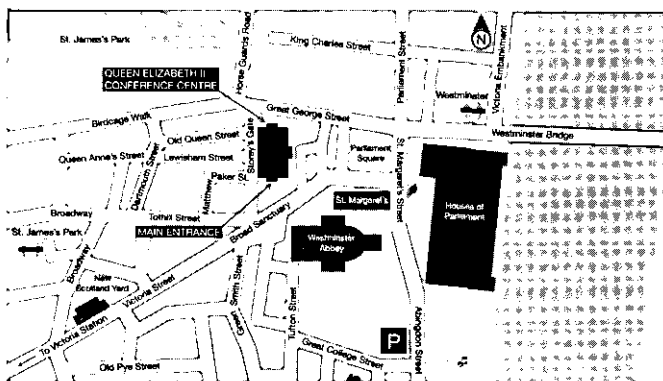 St. James's Park
King Charles Street
Horse Guards Road
Parliament Street
N
Victoria Embankment
QUEEN ELIZABETH II
CONFERENCE CENTRE
Westminster
Birdcage Walk
Great George Street
Westminster Bridge
Old Queen Street
Storey's Gate
Queen Anne's Street
Lewisham Street
Dartmouth Street
Parliament
Square
St. Margaret's Street
Paker St
Matthew
St. Margaret's
Broadway
Tothill Street
Houses of
Parliament
St. James's Park
MAIN ENTRANCE
Broad Sanctuary
Westminster
Abbey
Broadway
New
Scotland Yard
Victoria Street
Great Smith Street
Tufton Street
To Victoria Station
P
Abingdon Street
Great College Street
Old Pye Street